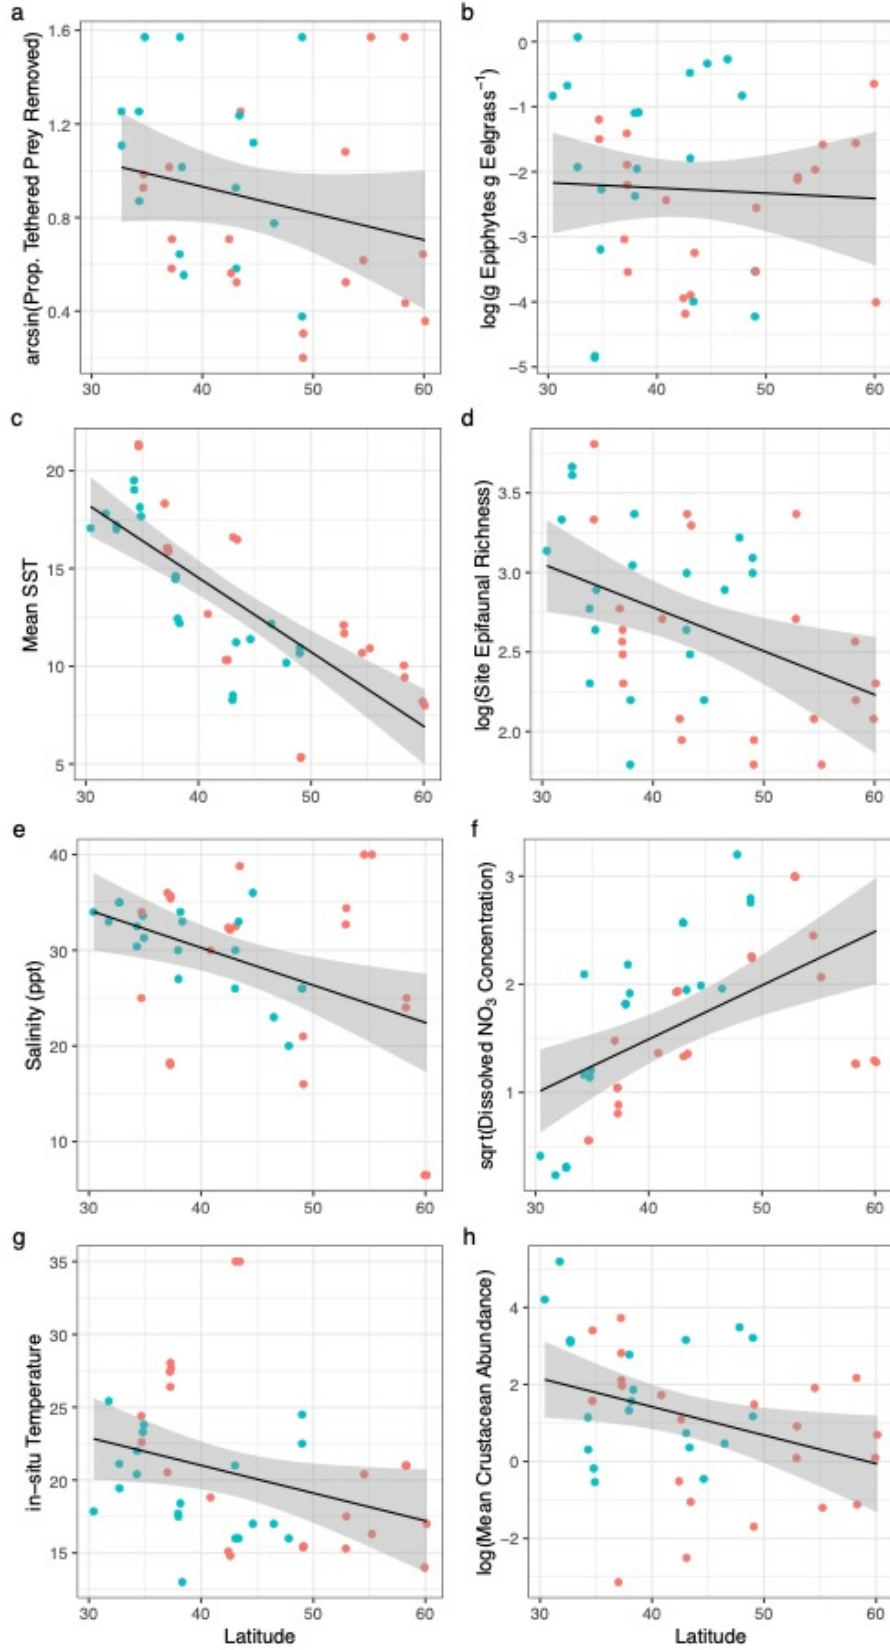 a
arcsin(Prop. Tethered Prey Removed)
1.6
1.2
0.8
0.4
30 40 50 60
b
log(g Epiphytes g Eelgrass⁻¹)
0
−1
−2
−3
−4
−5
30 40 50 60
c
Mean SST
20
15
10
5
30 40 50 60
d
log(Site Epifaunal Richness)
3.5
3.0
2.5
2.0
30 40 50 60
e
Salinity (ppt)
40
30
20
10
30 40 50 60
f
sqrt(Dissolved NO₃ Concentration)
3
2
1
30 40 50 60
g
in−situ Temperature
35
30
25
20
15
30 40 50 60
Latitude
h
log(Mean Crustacean Abundance)
4
2
0
−2
30 40 50 60
Latitude